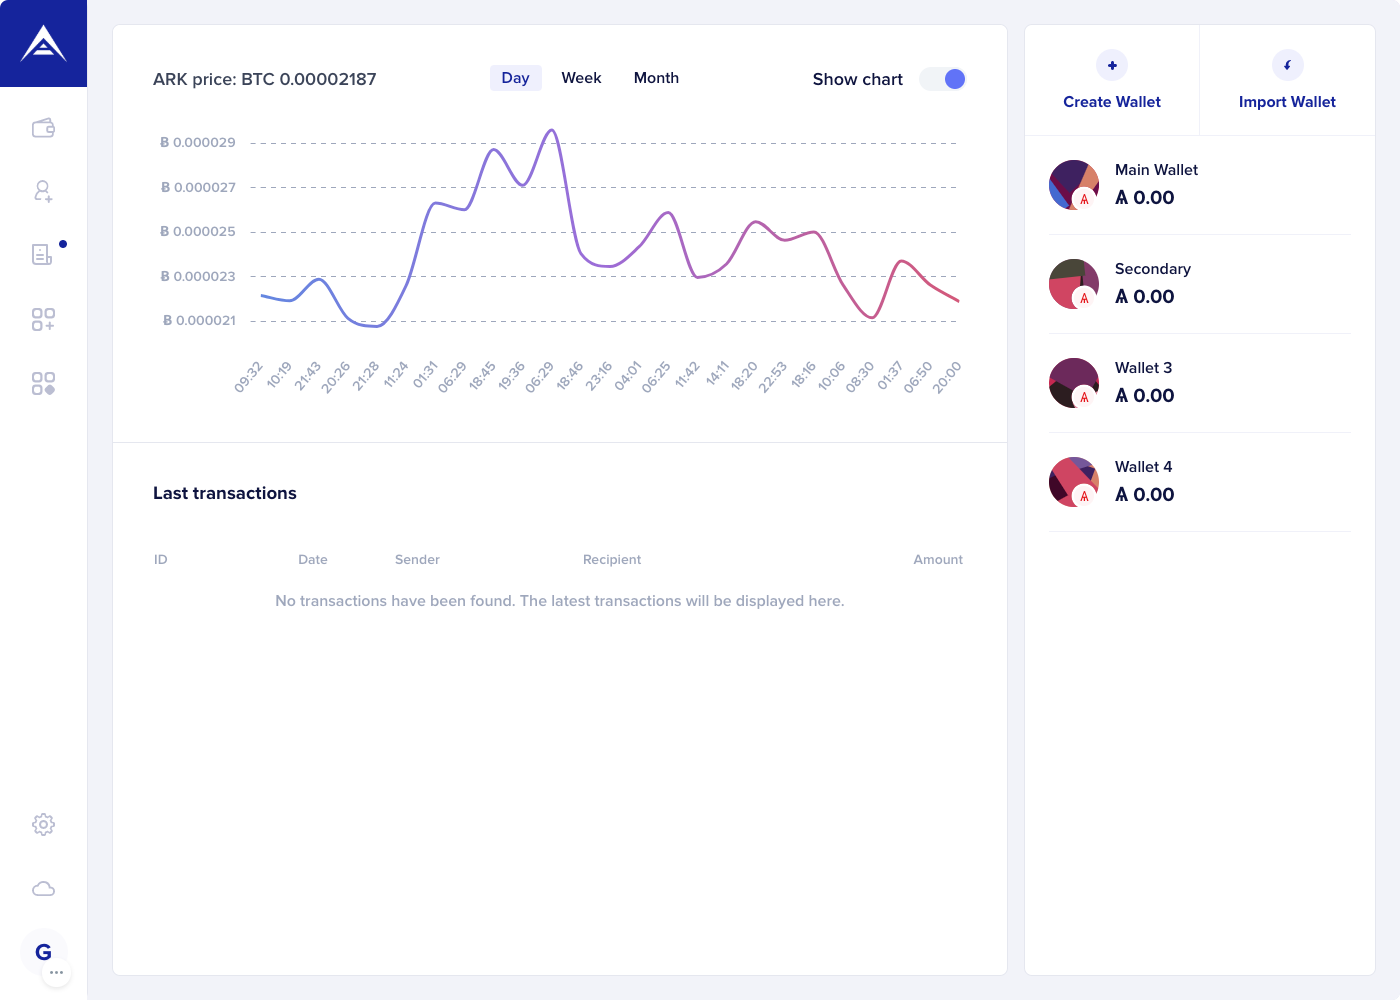 ARK price: BTC 0.00002187
Day Week Month
Show chart
Ƀ 0.000029
Ƀ 0.000027
Ƀ 0.000025
Ƀ 0.000023
Ƀ 0.000021
09:32 10:19 21:43 20:26 21:28 11:24 01:31 06:29 18:45 19:36 06:29 18:46 23:16 04:01 06:25 11:42 14:11 18:20 22:53 18:16 10:06 08:30 01:37 06:50 20:00
Last transactions
ID Date Sender Recipient Amount
No transactions have been found. The latest transactions will be displayed here.
Create Wallet Import Wallet
Main Wallet
Ѧ 0.00
Secondary
Ѧ 0.00
Wallet 3
Ѧ 0.00
Wallet 4
Ѧ 0.00
G